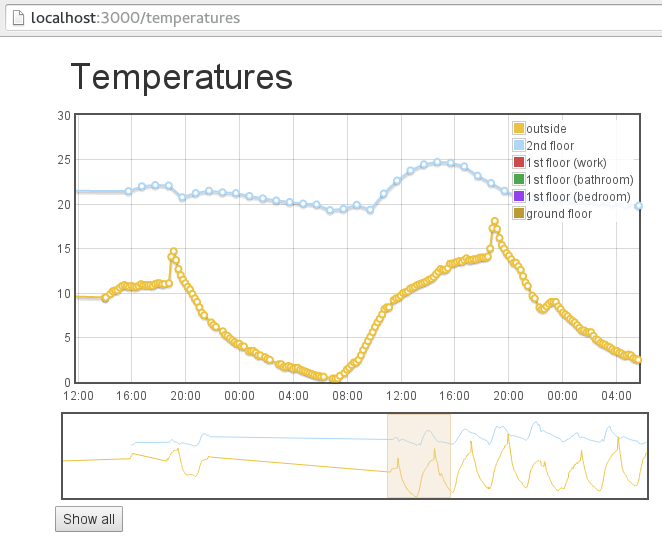 localhost:3000/temperatures
Temperatures
30
25
20
15
10
5
0
outside
2nd floor
1st floor (work)
1st floor (bathroom)
1st floor (bedroom)
ground floor
12:00 16:00 20:00 00:00 04:00 08:00 12:00 16:00 20:00 00:00 04:00
Show all